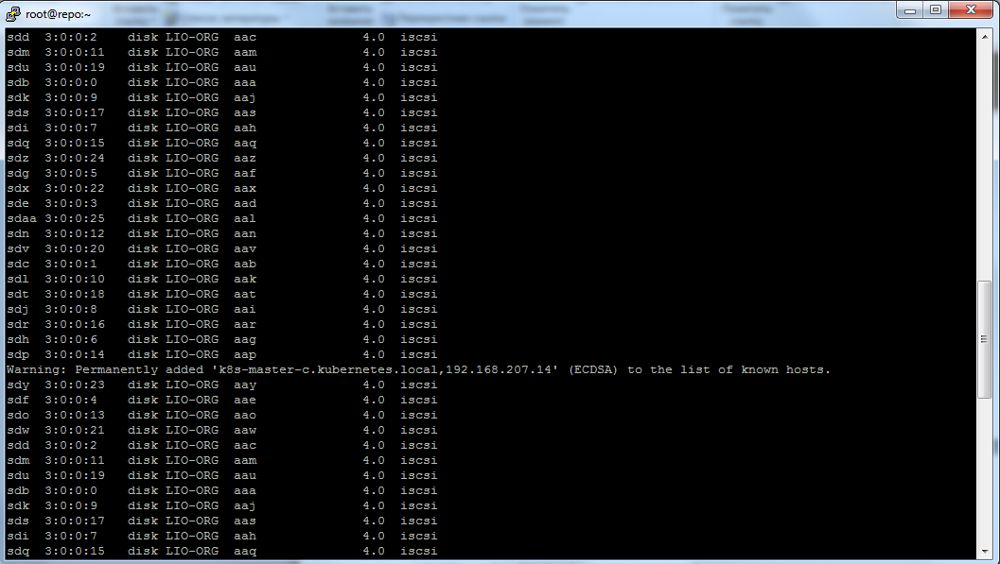 root@repo:~
sdd 3:0:0:2 disk LIO-ORG aac 4.0 iscsi
sdm 3:0:0:11 disk LIO-ORG aam 4.0 iscsi
sdu 3:0:0:19 disk LIO-ORG aau 4.0 iscsi
sdb 3:0:0:0 disk LIO-ORG aaa 4.0 iscsi
sdk 3:0:0:9 disk LIO-ORG aaj 4.0 iscsi
sds 3:0:0:17 disk LIO-ORG aas 4.0 iscsi
sdi 3:0:0:7 disk LIO-ORG aah 4.0 iscsi
sdq 3:0:0:15 disk LIO-ORG aaq 4.0 iscsi
sdz 3:0:0:24 disk LIO-ORG aaz 4.0 iscsi
sdg 3:0:0:5 disk LIO-ORG aaf 4.0 iscsi
sdx 3:0:0:22 disk LIO-ORG aax 4.0 iscsi
sde 3:0:0:3 disk LIO-ORG aad 4.0 iscsi
sdaa 3:0:0:25 disk LIO-ORG aal 4.0 iscsi
sdn 3:0:0:12 disk LIO-ORG aan 4.0 iscsi
sdv 3:0:0:20 disk LIO-ORG aav 4.0 iscsi
sdc 3:0:0:1 disk LIO-ORG aab 4.0 iscsi
sdl 3:0:0:10 disk LIO-ORG aak 4.0 iscsi
sdt 3:0:0:18 disk LIO-ORG aat 4.0 iscsi
sdj 3:0:0:8 disk LIO-ORG aai 4.0 iscsi
sdr 3:0:0:16 disk LIO-ORG aar 4.0 iscsi
sdh 3:0:0:6 disk LIO-ORG aag 4.0 iscsi
sdp 3:0:0:14 disk LIO-ORG aap 4.0 iscsi
Warning: Permanently added 'k8s-master-c.kubernetes.local,192.168.207.14' (ECDSA) to the list of known hosts.
sdy 3:0:0:23 disk LIO-ORG aay 4.0 iscsi
sdf 3:0:0:4 disk LIO-ORG aae 4.0 iscsi
sdo 3:0:0:13 disk LIO-ORG aao 4.0 iscsi
sdw 3:0:0:21 disk LIO-ORG aaw 4.0 iscsi
sdd 3:0:0:2 disk LIO-ORG aac 4.0 iscsi
sdm 3:0:0:11 disk LIO-ORG aam 4.0 iscsi
sdu 3:0:0:19 disk LIO-ORG aau 4.0 iscsi
sdb 3:0:0:0 disk LIO-ORG aaa 4.0 iscsi
sdk 3:0:0:9 disk LIO-ORG aaj 4.0 iscsi
sds 3:0:0:17 disk LIO-ORG aas 4.0 iscsi
sdi 3:0:0:7 disk LIO-ORG aah 4.0 iscsi
sdq 3:0:0:15 disk LIO-ORG aaq 4.0 iscsi